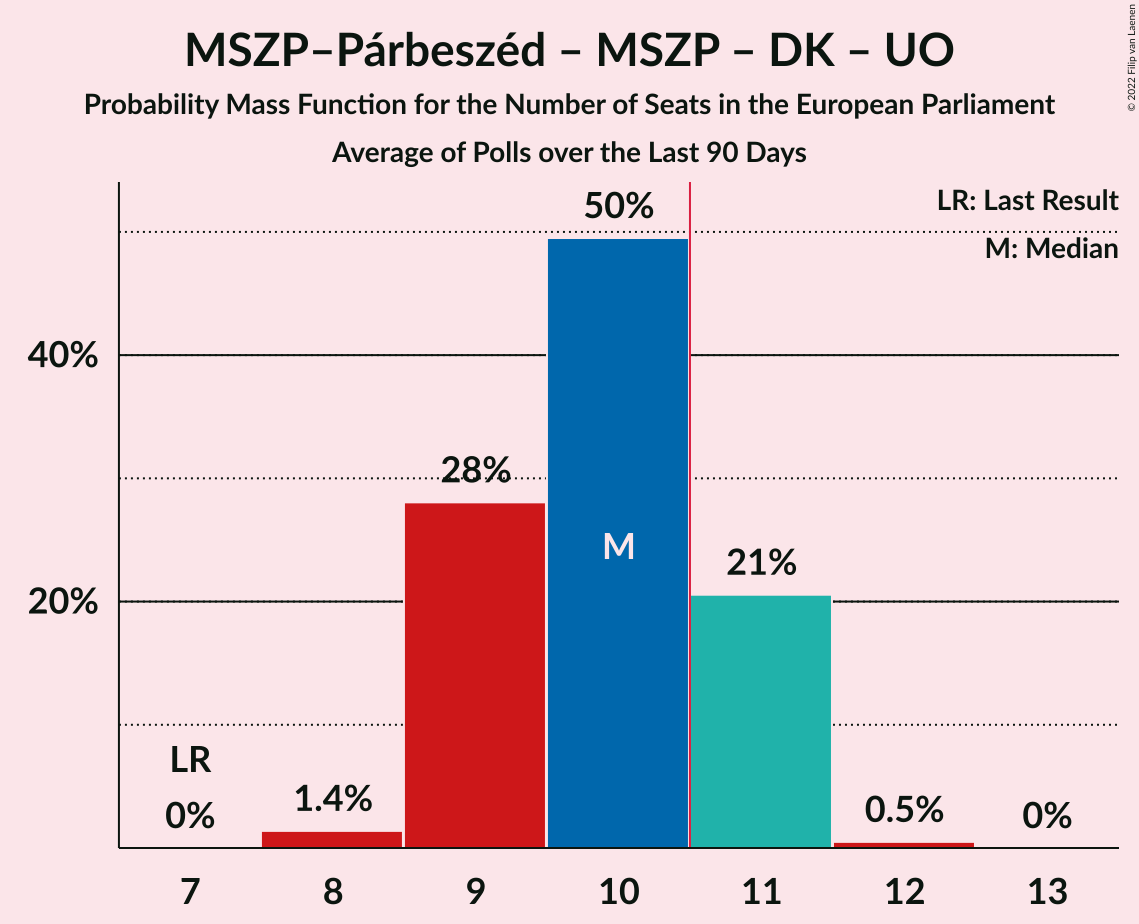 MSZP–Párbeszéd – MSZP – DK – UO
Probability Mass Function for the Number of Seats in the European Parliament
Average of Polls over the Last 90 Days
© 2022 Filip van Laenen
LR: Last Result
M: Median
50%
40%
28%
M
21%
20%
LR
0%
1.4%
0.5%
0%
7
8
9
10
11
12
13